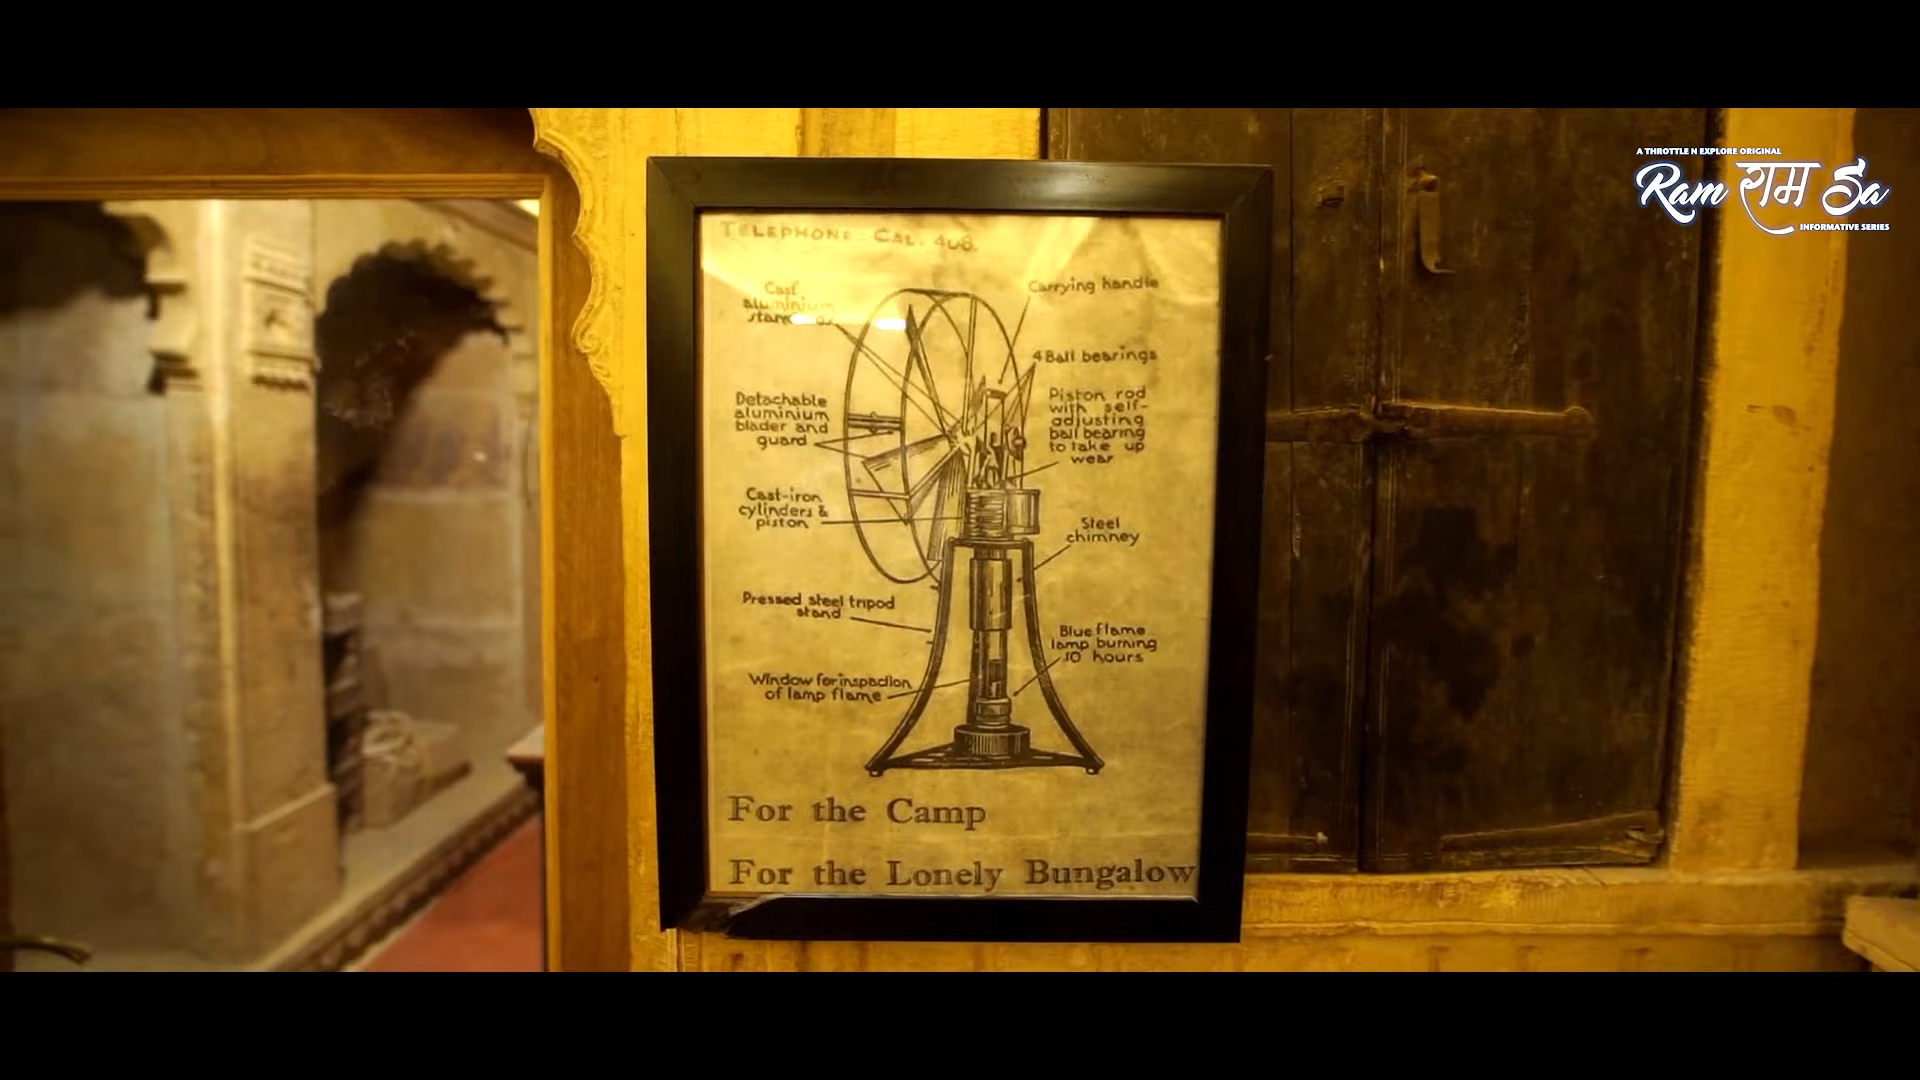 A THROTTLE N EXPLORE ORIGINAL
Ram राम Sa
INFORMATIVE SERIES
TELEPHONE : CAL. 408.
Cast
aluminium
Carrying handle
4 Ball bearings
Detachable
aluminium
blader and
guard
Piston rod
with self-
adjusting
ball bearing
to take up
wear
Cast-iron
cylinders &
piston
Steel
chimney
Pressed steel tripod
stand
Blue flame
lamp burning
10 hours
Window for inspection
of lamp flame
For the Camp
For the Lonely Bungalow